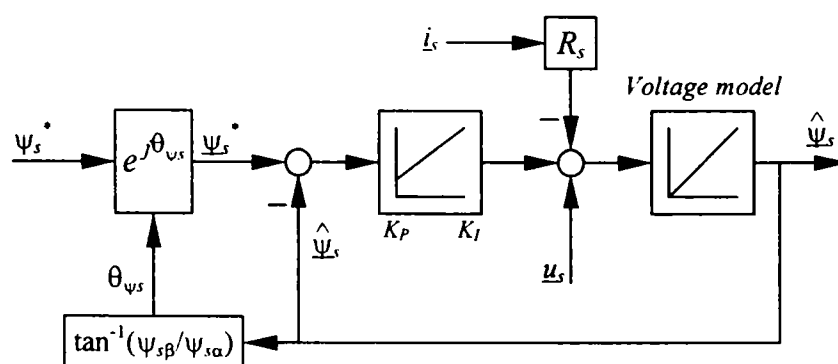 i_s
R_s
Voltage model
ψ_s*
e^{jθ_ψs}
ψ_s*
−
K_P K_I
−
u_s
ψ̂_s
ψ̂_s
θ_ψs
tan⁻¹(ψ_sβ/ψ_sα)